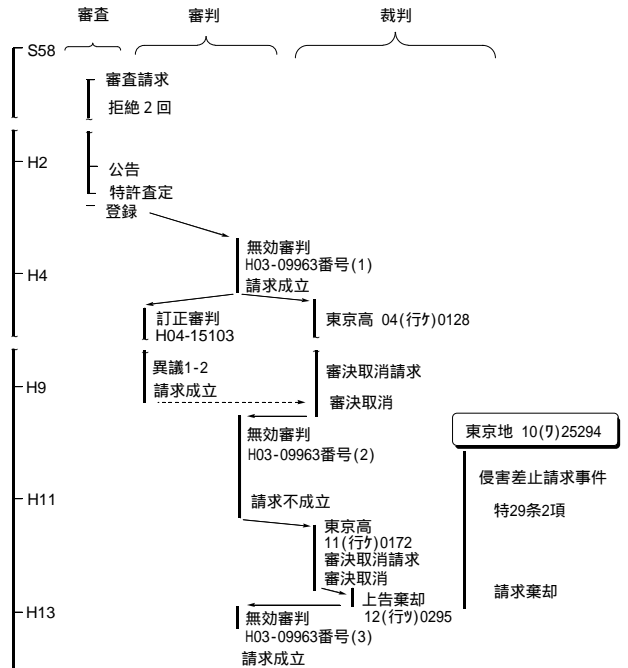 審査
審判
裁判
S58
審査請求
拒絶2回
H2
公告
特許査定
登録
無効審判
H03-09963番号(1)
請求成立
H4
訂正審判
H04-15103
東京高 04(行ｹ)0128
異議1-2
請求成立
審決取消請求
審決取消
H9
無効審判
H03-09963番号(2)
東京地 10(ﾜ)25294
侵害差止請求事件
特29条2項
H11
請求不成立
東京高
11(行ｹ)0172
審決取消請求
審決取消
上告棄却
12(行ﾂ)0295
請求棄却
H13
無効審判
H03-09963番号(3)
請求成立